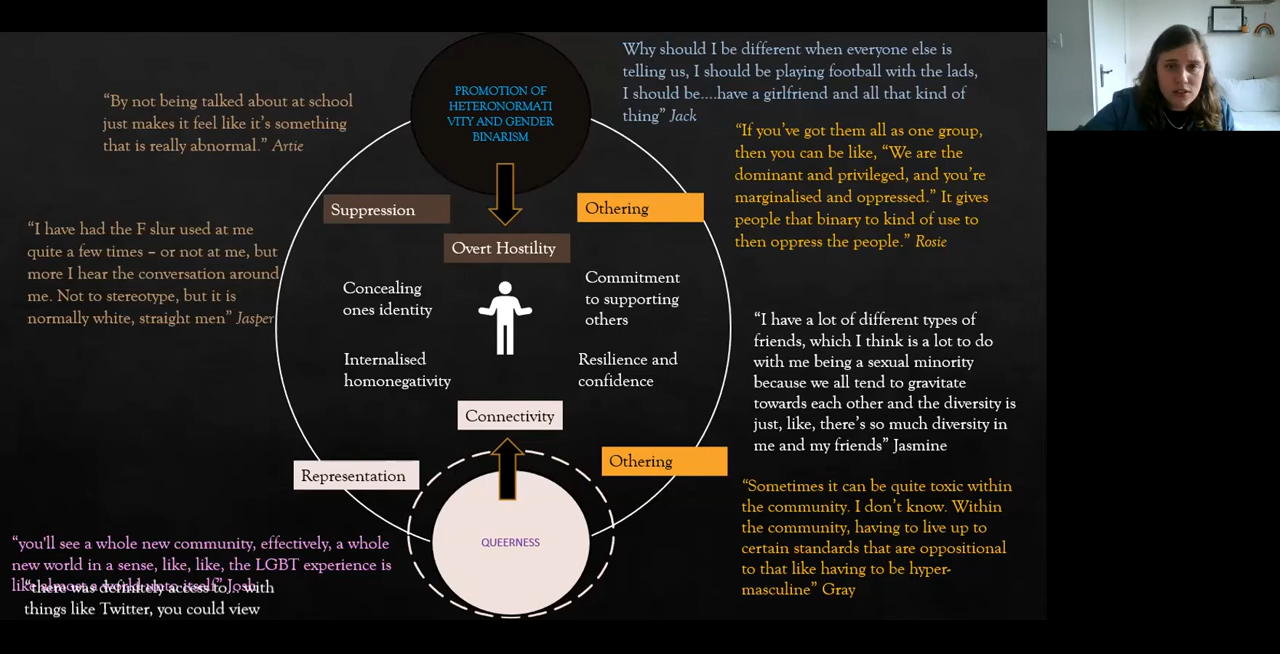 PROMOTION OF
HETERONORMATI
VITY AND GENDER
BINARISM
Why should I be different when everyone else is
telling us, I should be playing football with the lads,
I should be....have a girlfriend and all that kind of
thing” Jack
“By not being talked about at school
just makes it feel like it’s something
that is really abnormal.” Artie
“If you’ve got them all as one group,
then you can be like, “We are the
dominant and privileged, and you’re
marginalised and oppressed.” It gives
people that binary to kind of use to
then oppress the people.” Rosie
Suppression
Othering
Overt Hostility
“I have had the F slur used at me
quite a few times – or not at me, but
more I hear the conversation around
me. Not to stereotype, but it is
normally white, straight men” Jasper
Concealing
ones identity
Commitment
to supporting
others
Internalised
homonegativity
Resilience and
confidence
“I have a lot of different types of
friends, which I think is a lot to do
with me being a sexual minority
because we all tend to gravitate
towards each other and the diversity is
just, like, there’s so much diversity in
me and my friends” Jasmine
Connectivity
Representation
Othering
“Sometimes it can be quite toxic within
the community. I don’t know. Within
the community, having to live up to
certain standards that are oppositional
to that like having to be hyper-
masculine” Gray
QUEERNESS
“you'll see a whole new community, effectively, a whole
new world in a sense, like, like, the LGBT experience is
like almost a world unto itself” Josh
“there was definitely access to... with
things like Twitter, you could view